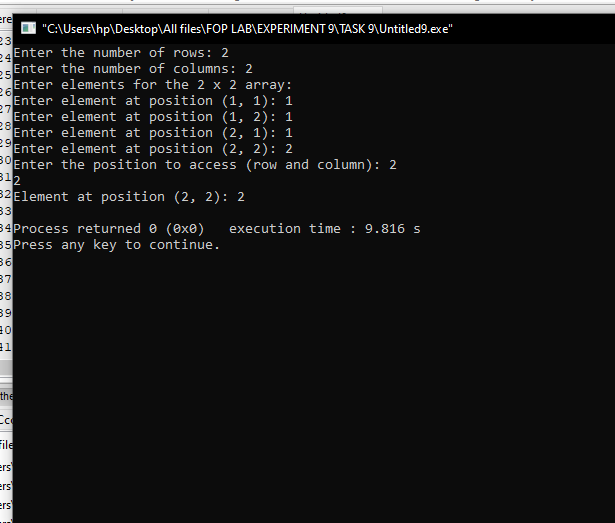 "C:\Users\hp\Desktop\All files\FOP LAB\EXPERIMENT 9\TASK 9\Untitled9.exe"
Enter the number of rows: 2
Enter the number of columns: 2
Enter elements for the 2 x 2 array:
Enter element at position (1, 1): 1
Enter element at position (1, 2): 1
Enter element at position (2, 1): 1
Enter element at position (2, 2): 2
Enter the position to access (row and column): 2
2
Element at position (2, 2): 2
Process returned 0 (0x0)   execution time : 9.816 s
Press any key to continue.